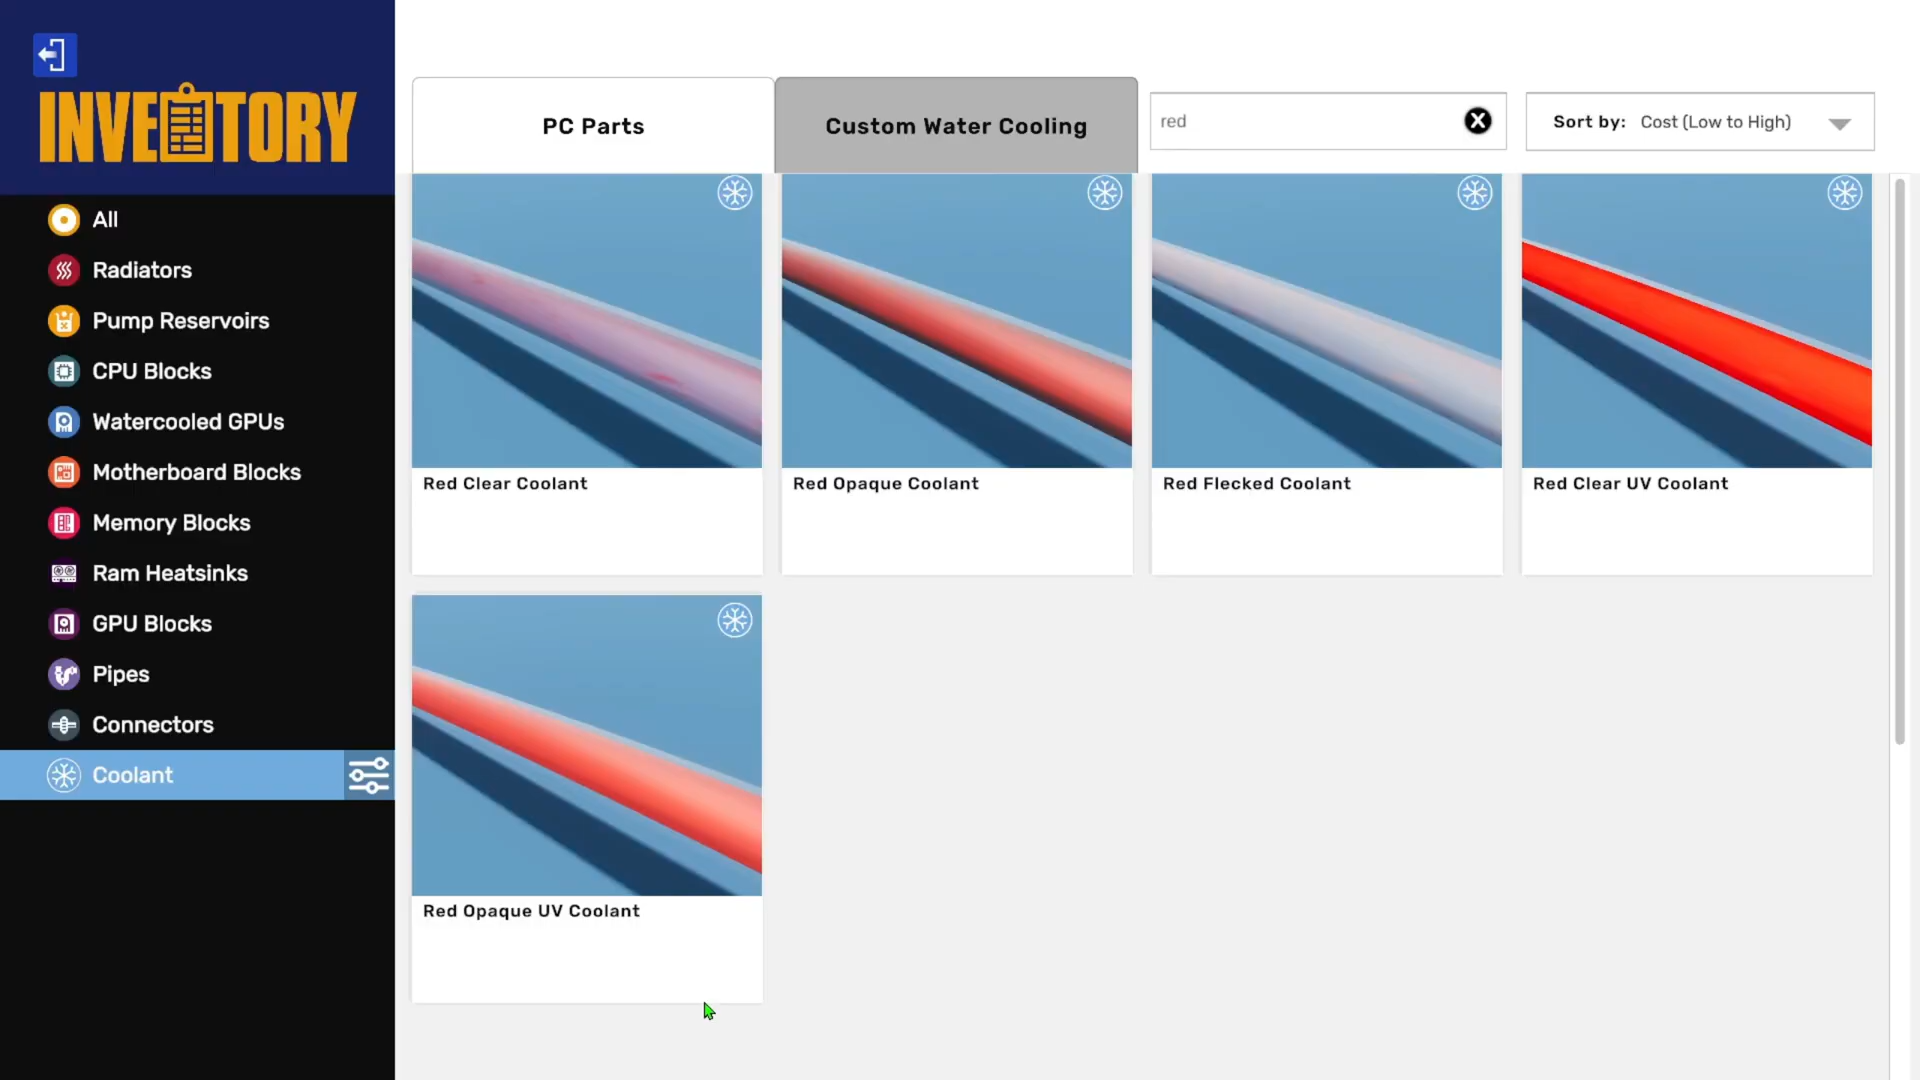 INVENTORY
PC Parts
Custom Water Cooling
red
Sort by: Cost (Low to High)
All
Radiators
Pump Reservoirs
CPU Blocks
Watercooled GPUs
Motherboard Blocks
Memory Blocks
Ram Heatsinks
GPU Blocks
Pipes
Connectors
Coolant
Red Clear Coolant
Red Opaque Coolant
Red Flecked Coolant
Red Clear UV Coolant
Red Opaque UV Coolant